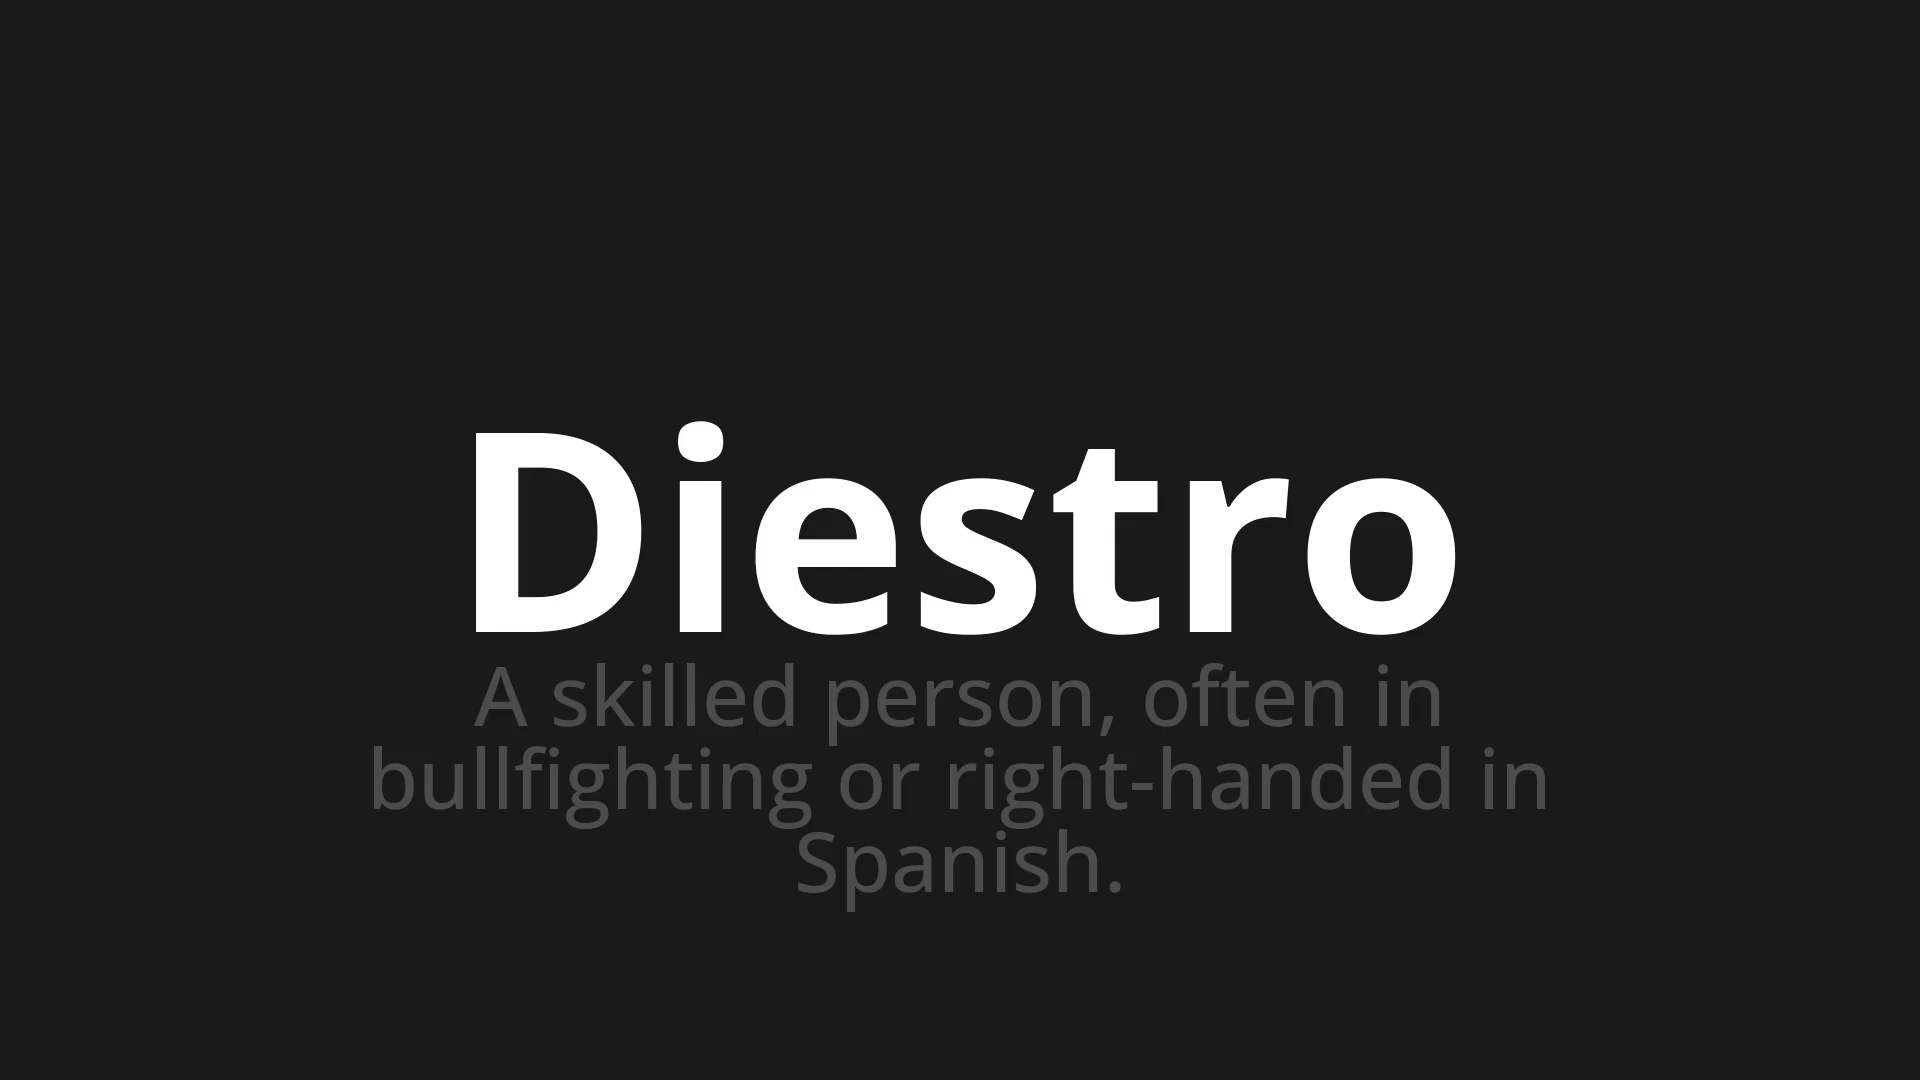 Diestro
A skilled person, often in
bullfighting or right-handed in
Spanish.